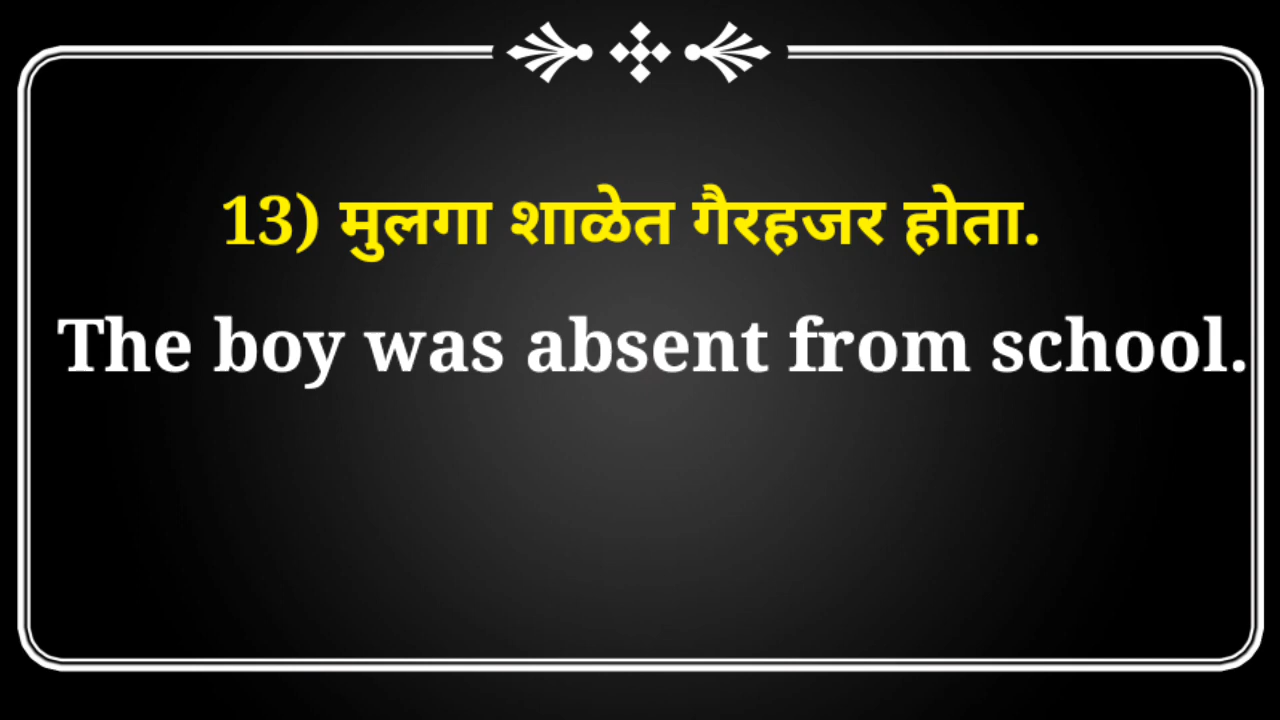 13) मुलगा शाळेत गैरहजर होता.
The boy was absent from school.